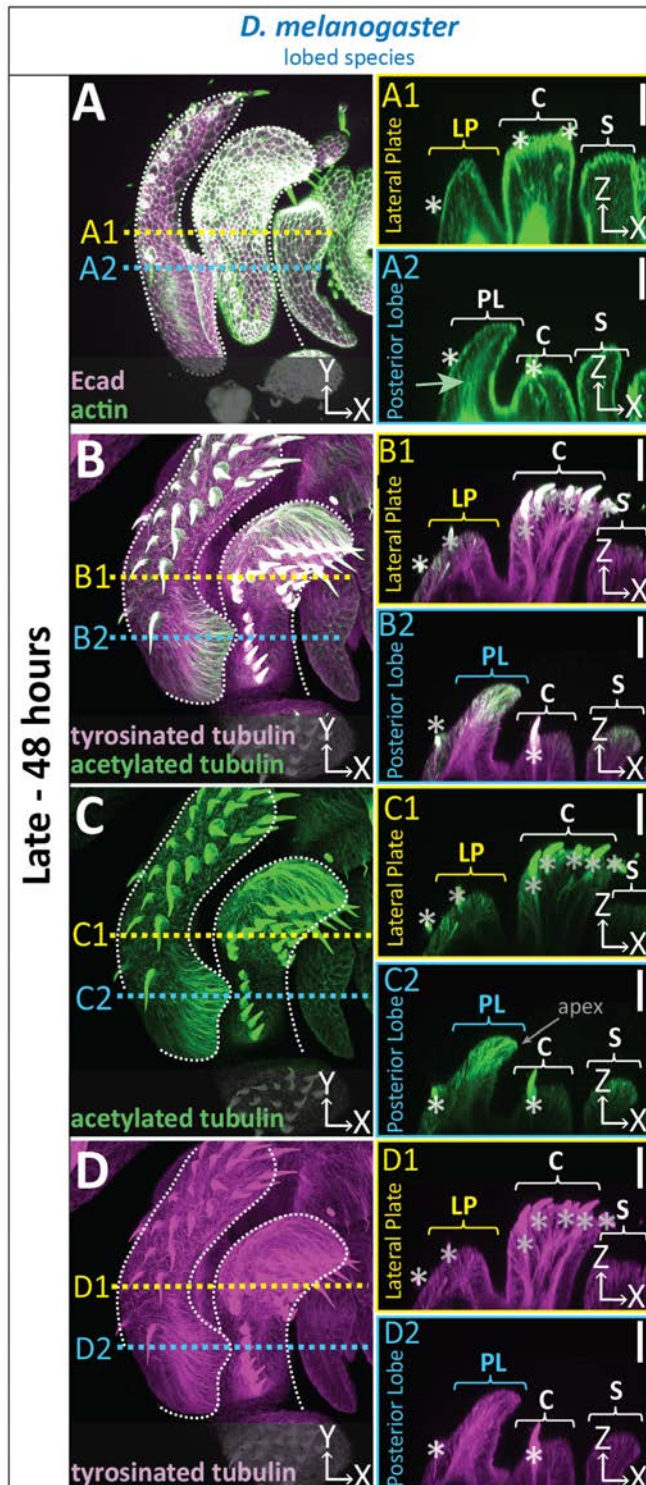 D. melanogaster
lobed species
Late - 48 hours
A
A1
A2
Ecad
actin
Y
X
A1
Lateral Plate
LP
C
S
*
*
*
Z
X
A2
Posterior Lobe
PL
C
S
*
*
Z
X
B
B1
B2
tyrosinated tubulin
acetylated tubulin
Y
X
B1
Lateral Plate
LP
C
S
* * * * * * *
Z
X
B2
Posterior Lobe
PL
C
S
*
*
Z
X
C
C1
C2
acetylated tubulin
Y
X
C1
Lateral Plate
LP
C
S
* * * * * * *
Z
X
C2
Posterior Lobe
PL
apex
C
S
*
*
Z
X
D
D1
D2
tyrosinated tubulin
Y
X
D1
Lateral Plate
LP
C
S
* * * * * * *
Z
X
D2
Posterior Lobe
PL
C
S
*
*
Z
X